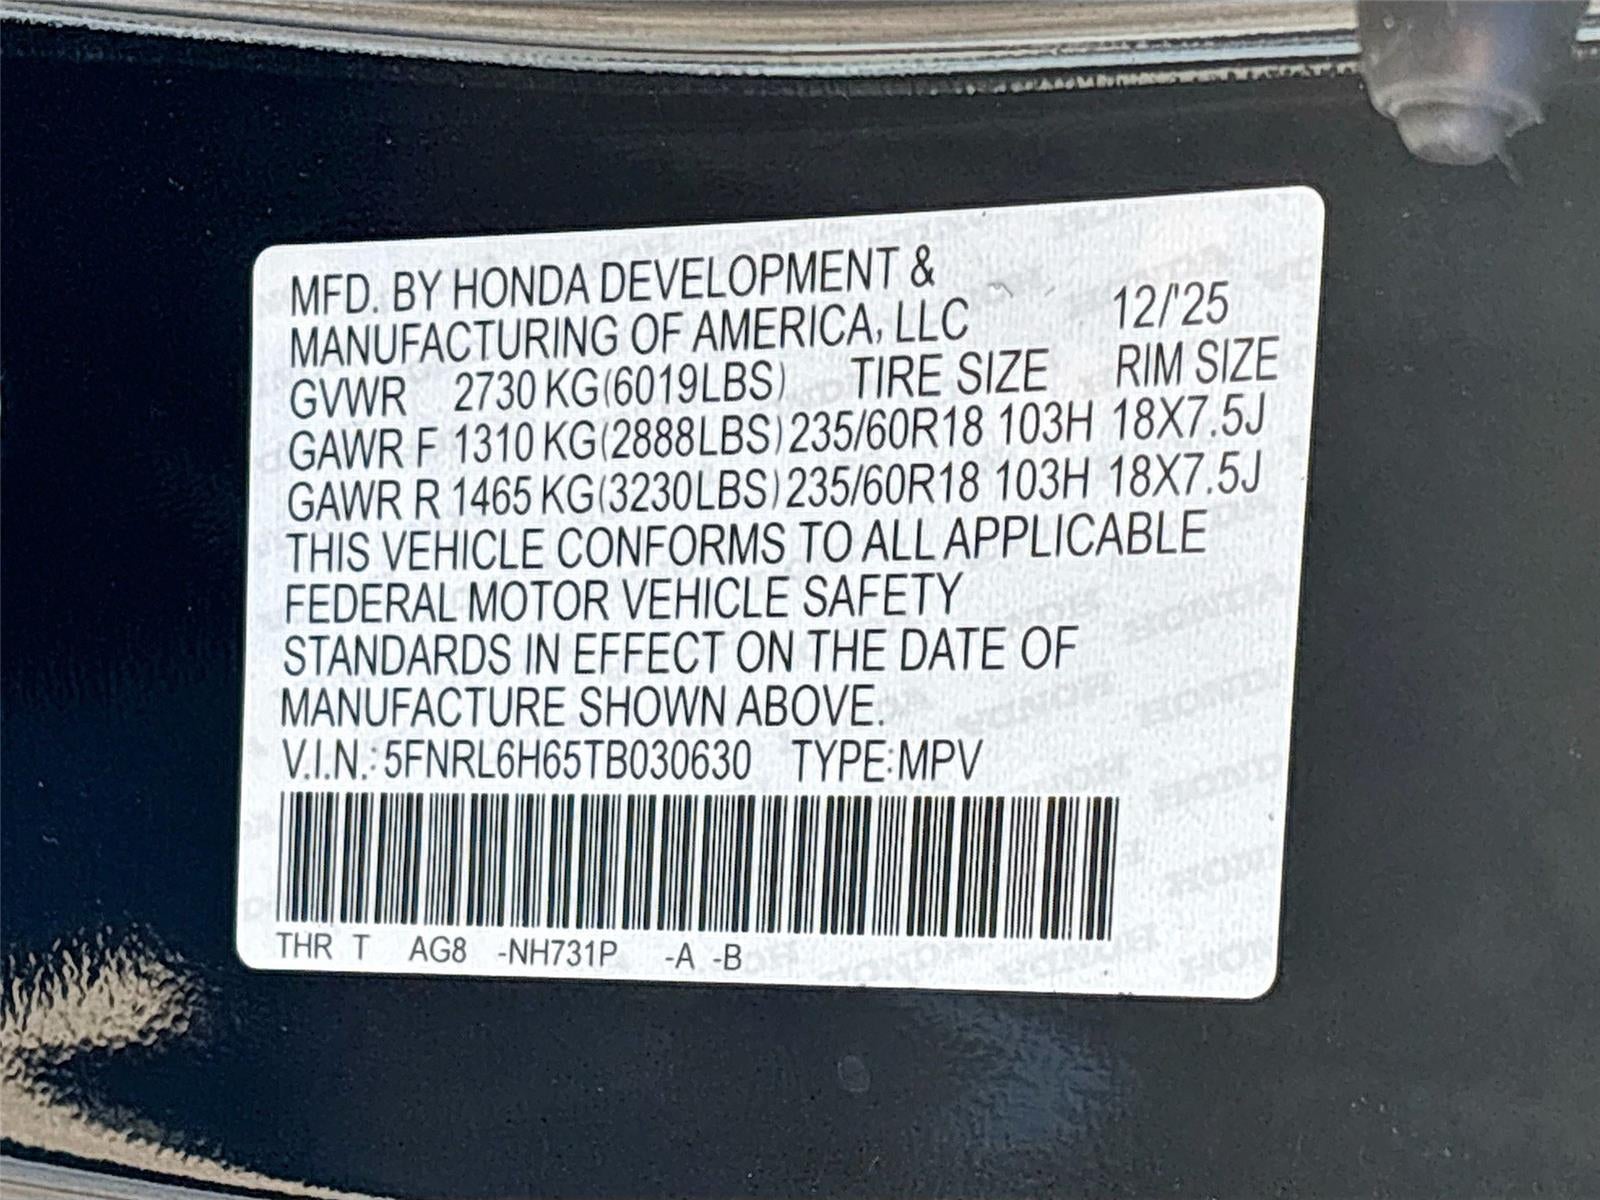 MFD. BY HONDA DEVELOPMENT &
MANUFACTURING OF AMERICA, LLC 12/'25
GVWR 2730 KG(6019LBS) TIRE SIZE RIM SIZE
GAWR F 1310 KG(2888LBS) 235/60R18 103H 18X7.5J
GAWR R 1465 KG(3230LBS) 235/60R18 103H 18X7.5J
THIS VEHICLE CONFORMS TO ALL APPLICABLE
FEDERAL MOTOR VEHICLE SAFETY
STANDARDS IN EFFECT ON THE DATE OF
MANUFACTURE SHOWN ABOVE.
V.I.N.: 5FNRL6H65TB030630 TYPE:MPV
THR T AG8 -NH731P -A -B